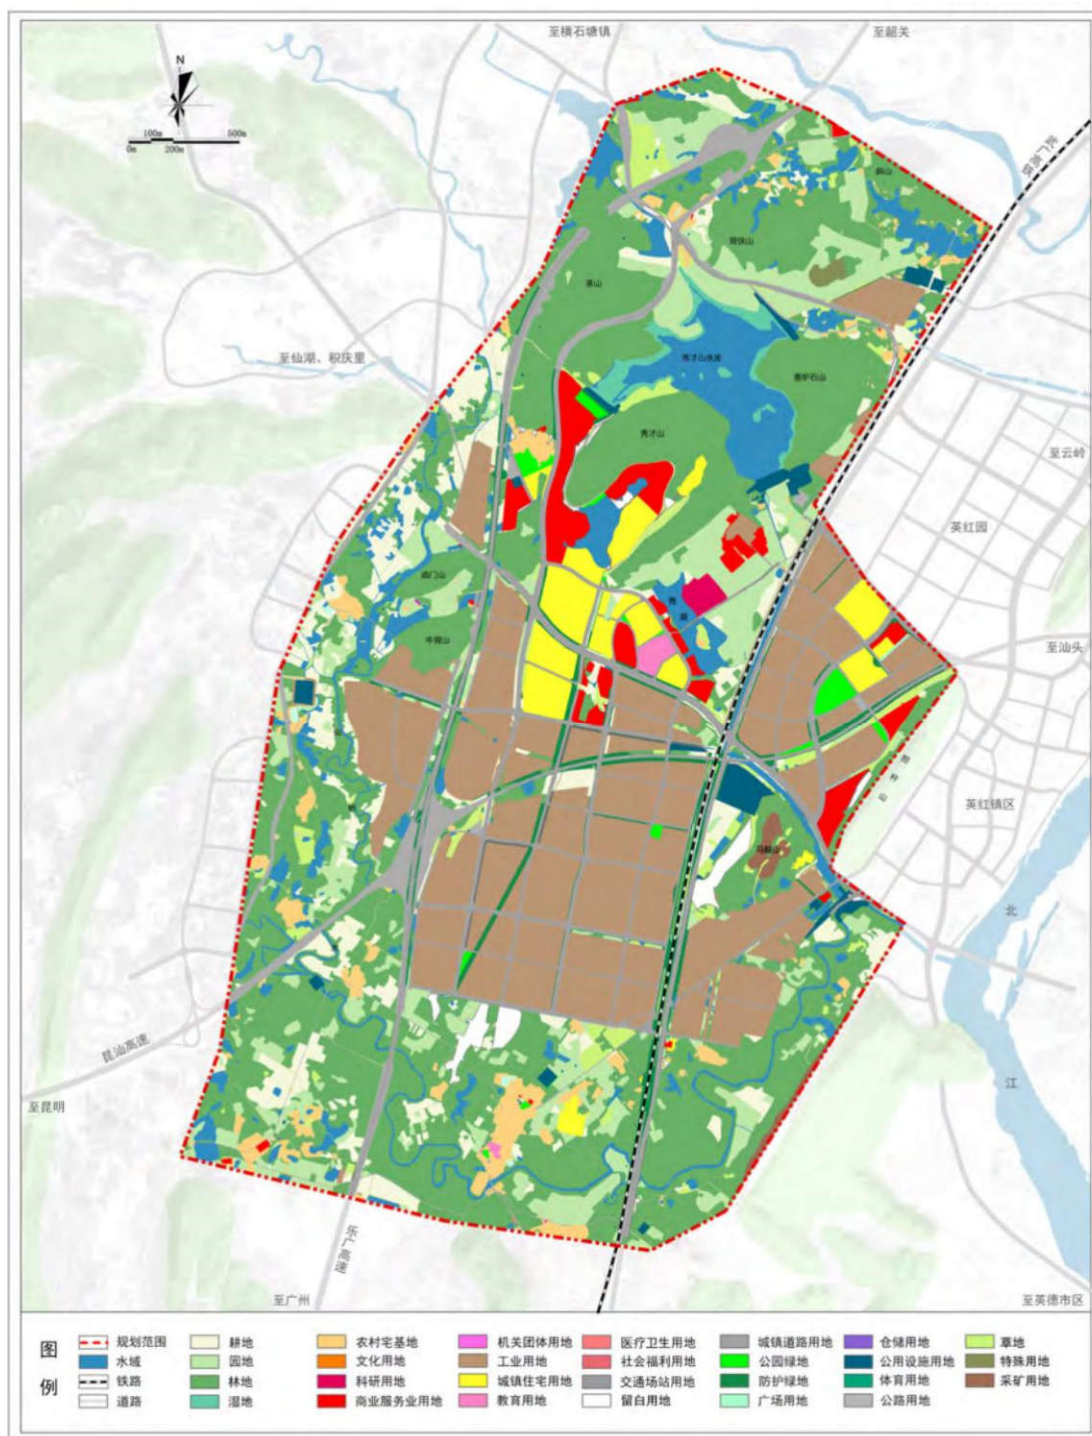 至横石塘镇
至韶关
N
100m
500m
0m
200m
武广高铁
至仙湖、积庆里
秀才山水库
秀才山
至云岭
英红园
至汕头
英红镇区
北
江
昆汕高速
至昆明
乐广高速
至广州
至英德市区
图
例
规划范围
耕地
农村宅基地
机关团体用地
医疗卫生用地
城镇道路用地
仓储用地
草地
水域
园地
文化用地
工业用地
社会福利用地
公园绿地
公用设施用地
特殊用地
铁路
林地
科研用地
城镇住宅用地
交通场站用地
防护绿地
体育用地
采矿用地
道路
湿地
商业服务业用地
教育用地
留白用地
广场用地
公路用地